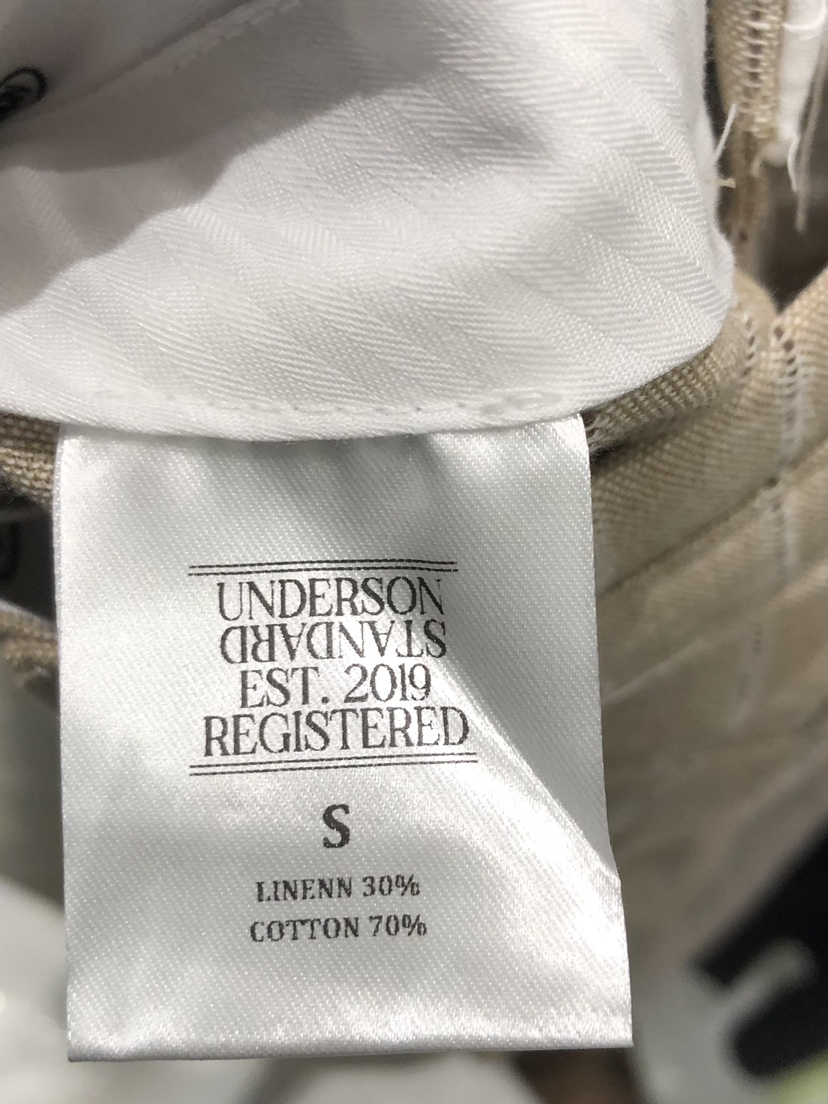 UNDERSON
STANDARD
EST. 2019
REGISTERED
S
LINENN 30%
COTTON 70%